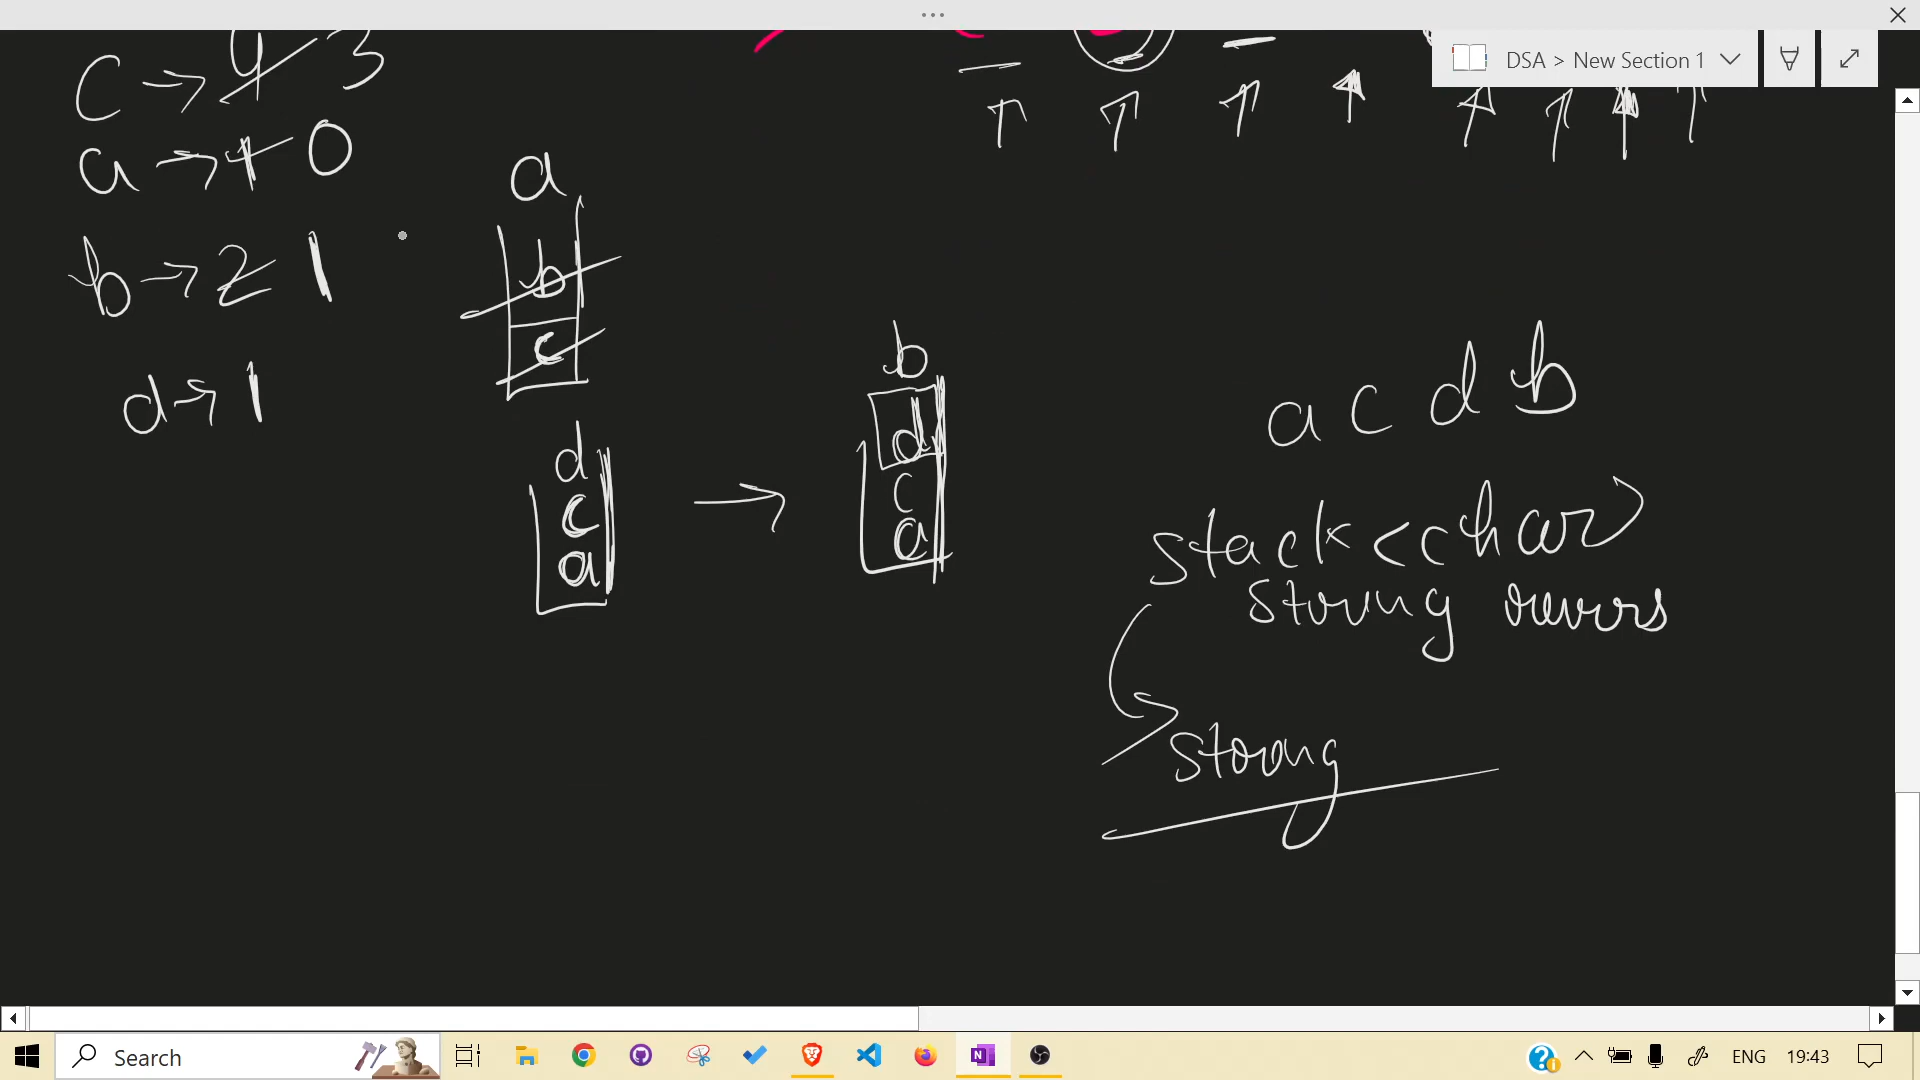 DSA > New Section 1
C → 4 3
a → 1 0
b → 2 1
d → 1
a
b
c
d
c
a
→
b
d
c
a
a c d b
stack<char>
string revers
string
Search
ENG
19:43